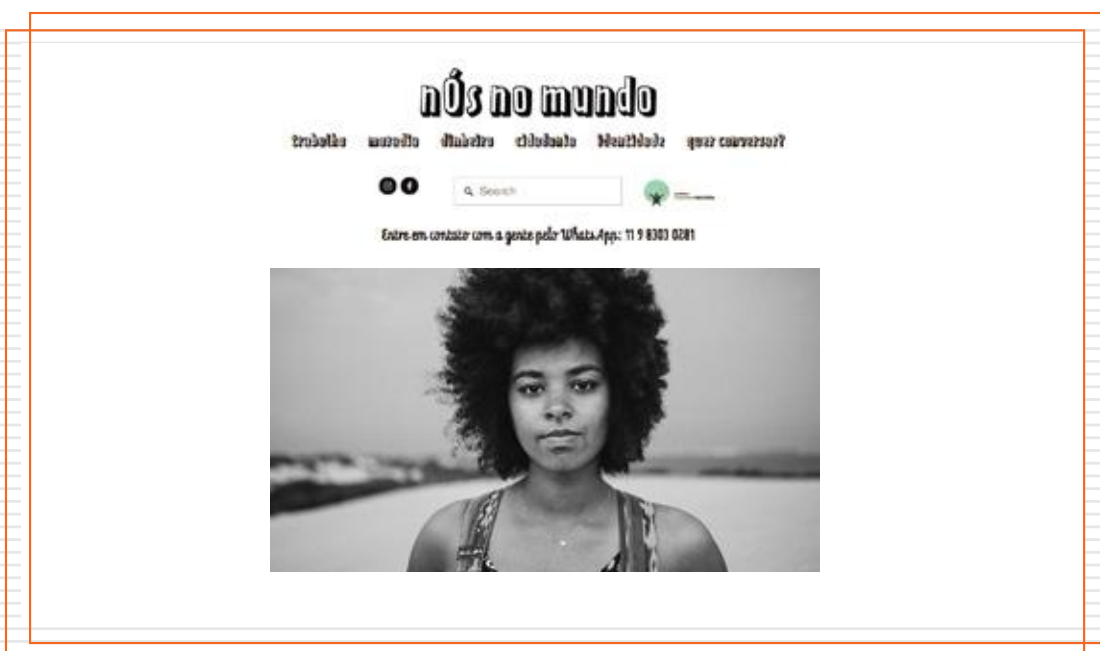 nÓs no mundo
trabalho moradia dinheiro cidadania identidade quer conversar?
Search
Entre em contato com a gente pelo WhatsApp: 11 9 8303 0281